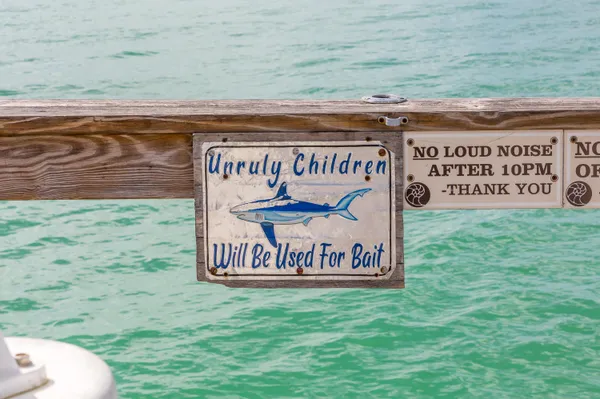 Unruly Children
Will Be Used For Bait
NO LOUD NOISE
AFTER 10PM
-THANK YOU